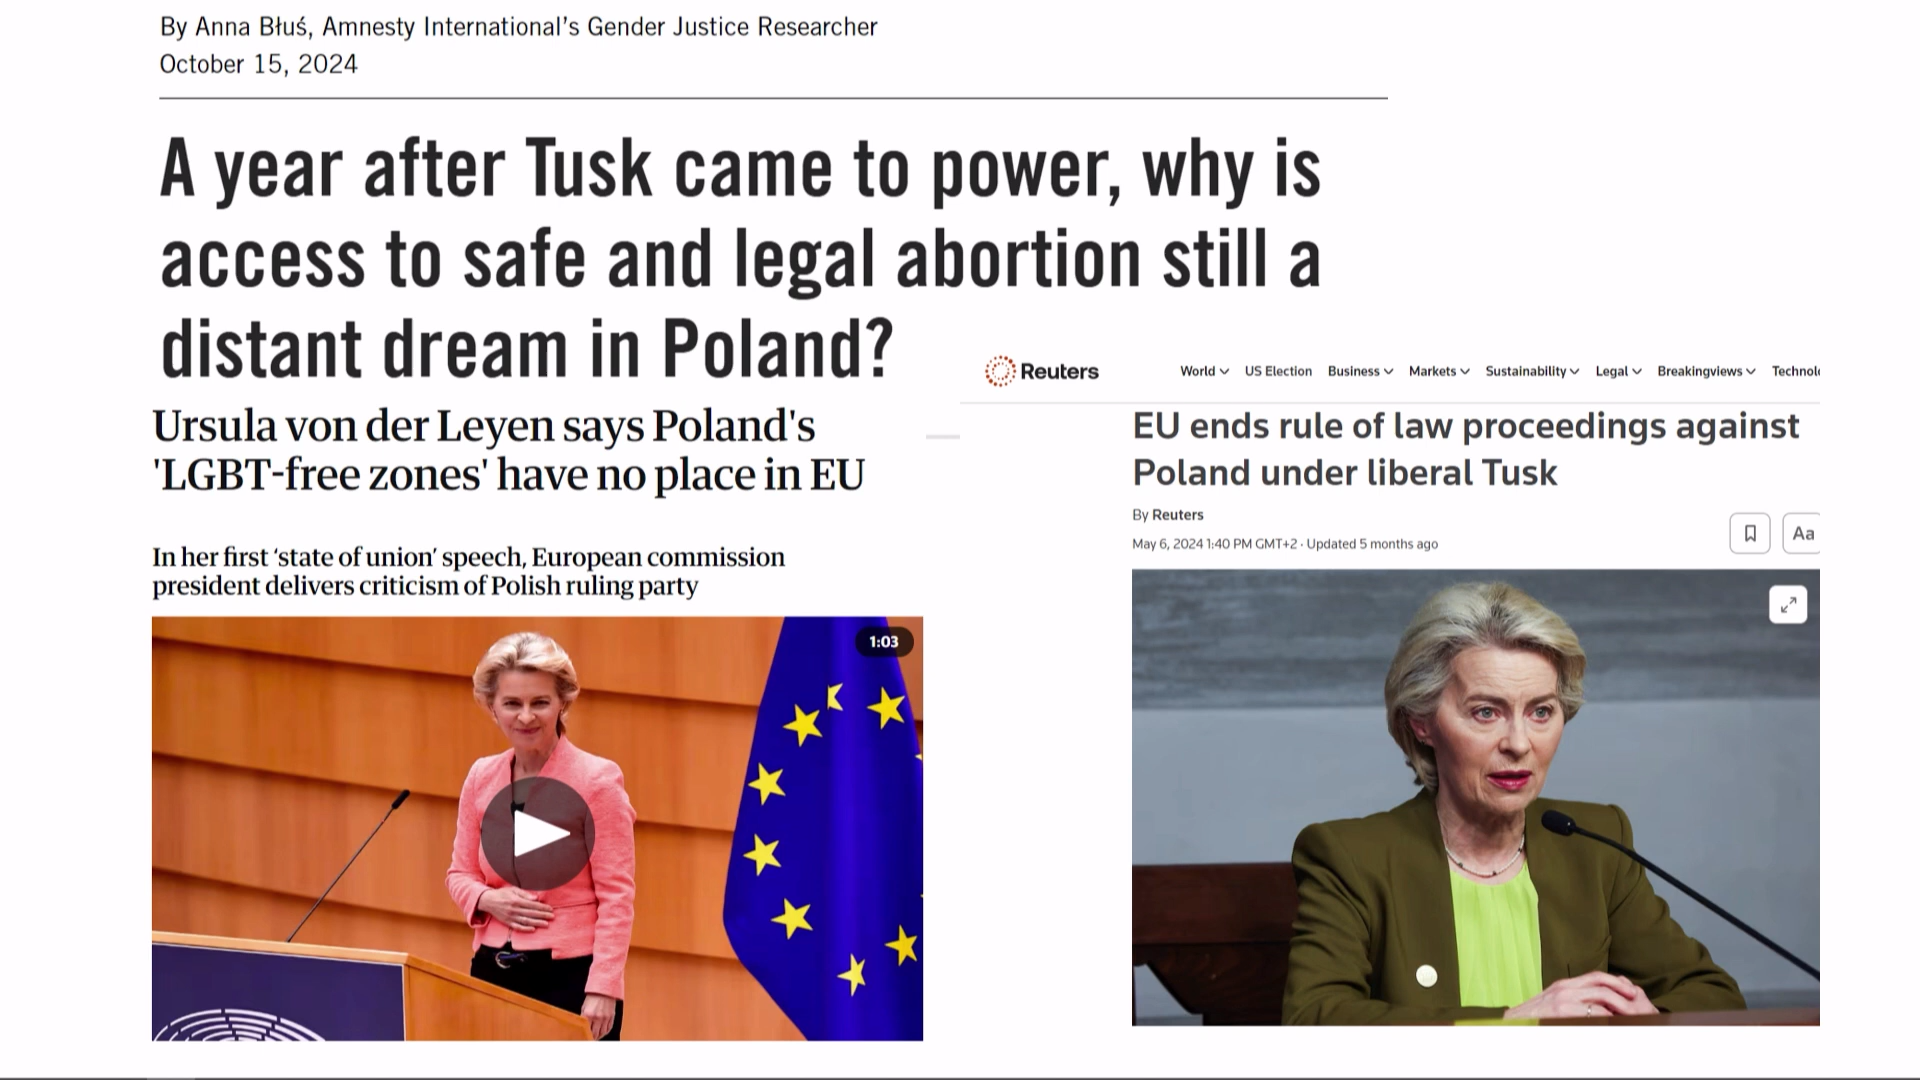 By Anna Błuś, Amnesty International’s Gender Justice Researcher
October 15, 2024
A year after Tusk came to power, why is
access to safe and legal abortion still a
distant dream in Poland?
Ursula von der Leyen says Poland's
'LGBT-free zones' have no place in EU
In her first ‘state of union’ speech, European commission
president delivers criticism of Polish ruling party
1:03
Reuters
World US Election Business Markets Sustainability Legal Breakingviews Technol
EU ends rule of law proceedings against
Poland under liberal Tusk
By Reuters
May 6, 2024 1:40 PM GMT+2 · Updated 5 months ago
Aa